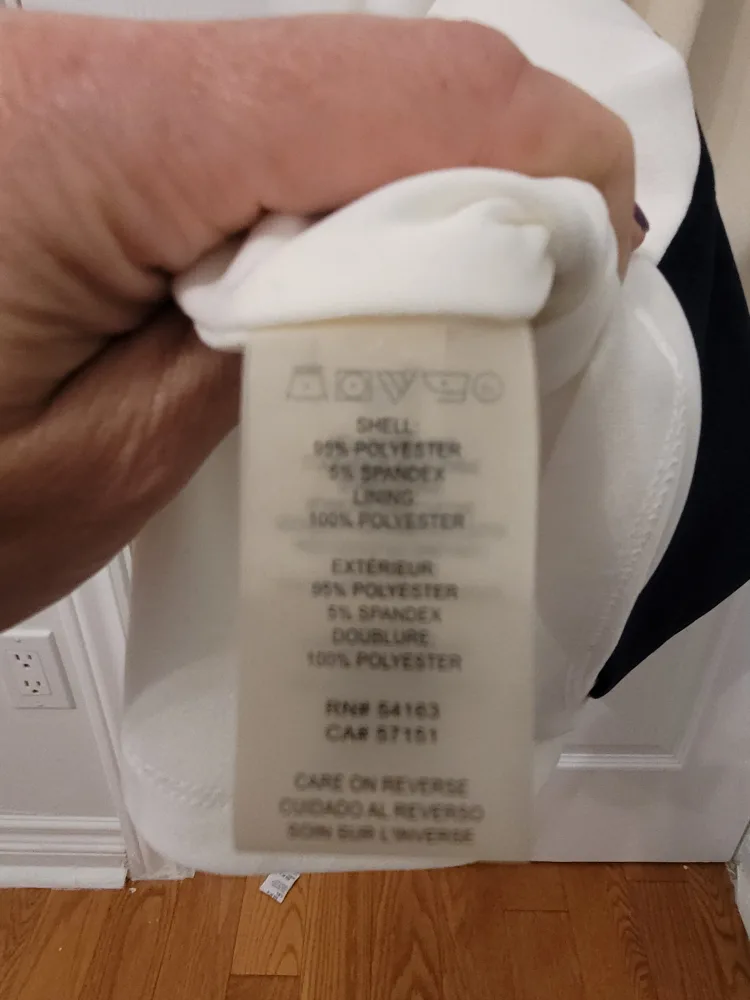 SHELL:
95% POLYESTER
5% SPANDEX
LINING
100% POLYESTER
EXTÉRIEUR:
95% POLYESTER
5% SPANDEX
DOUBLURE:
100% POLYESTER
RN# 54163
CA# 57151
CARE ON REVERSE
CUIDADO AL REVERSO
SOIN SUR L'INVERSE